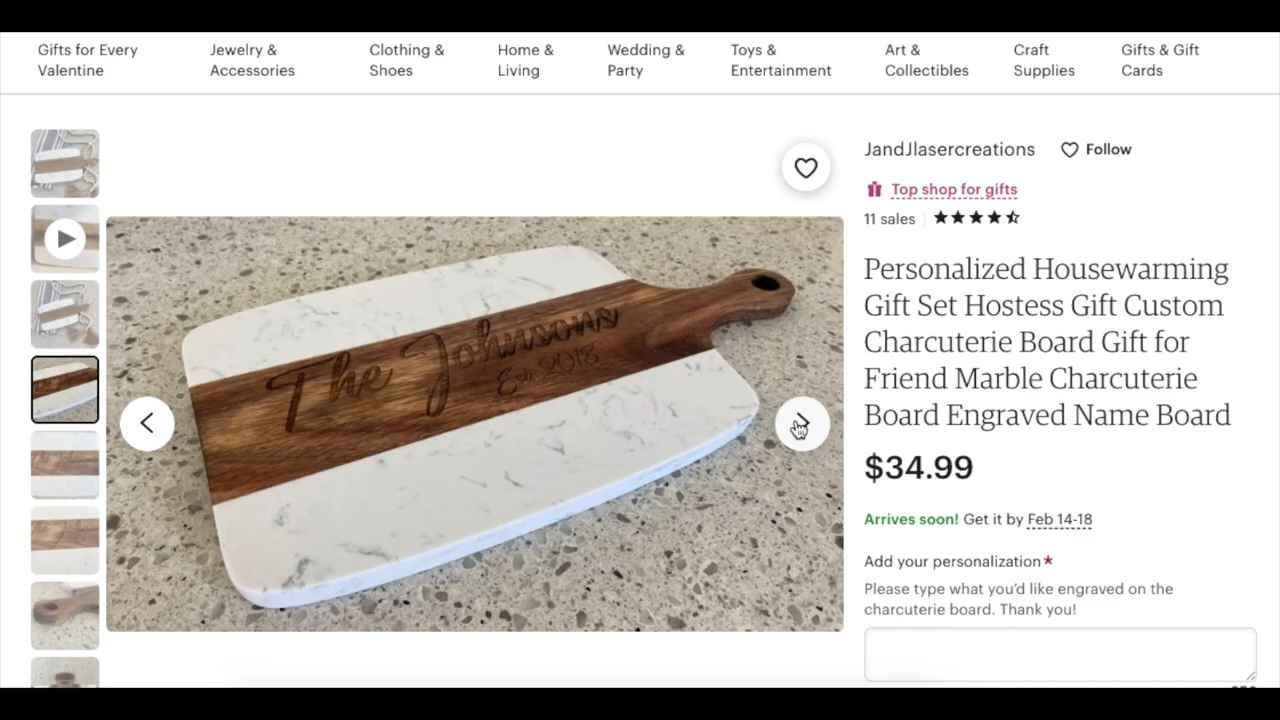 Gifts for Every
Valentine
Jewelry &
Accessories
Clothing &
Shoes
Home &
Living
Wedding &
Party
Toys &
Entertainment
Art &
Collectibles
Craft
Supplies
Gifts & Gift
Cards
JandJlasercreations
Follow
Top shop for gifts
11 sales
Personalized Housewarming
Gift Set Hostess Gift Custom
Charcuterie Board Gift for
Friend Marble Charcuterie
Board Engraved Name Board
$34.99
Arrives soon! Get it by Feb 14-18
Add your personalization*
Please type what you'd like engraved on the
charcuterie board. Thank you!
The Johnsons
Est. 2018